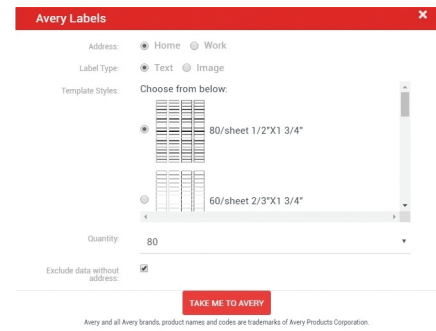 Avery Labels ×
Address: Home Work
Label Type: Text Image
Template Styles: Choose from below:
80/sheet 1/2"X1 3/4"
60/sheet 2/3"X1 3/4"
Quantity: 80
Exclude data without
address:
TAKE ME TO AVERY
Avery and all Avery brands, product names and codes are trademarks of Avery Products Corporation.